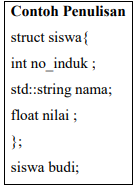 Contoh Penulisan
struct siswa{
int no_induk ;
std::string nama;
float nilai ;
};
siswa budi;